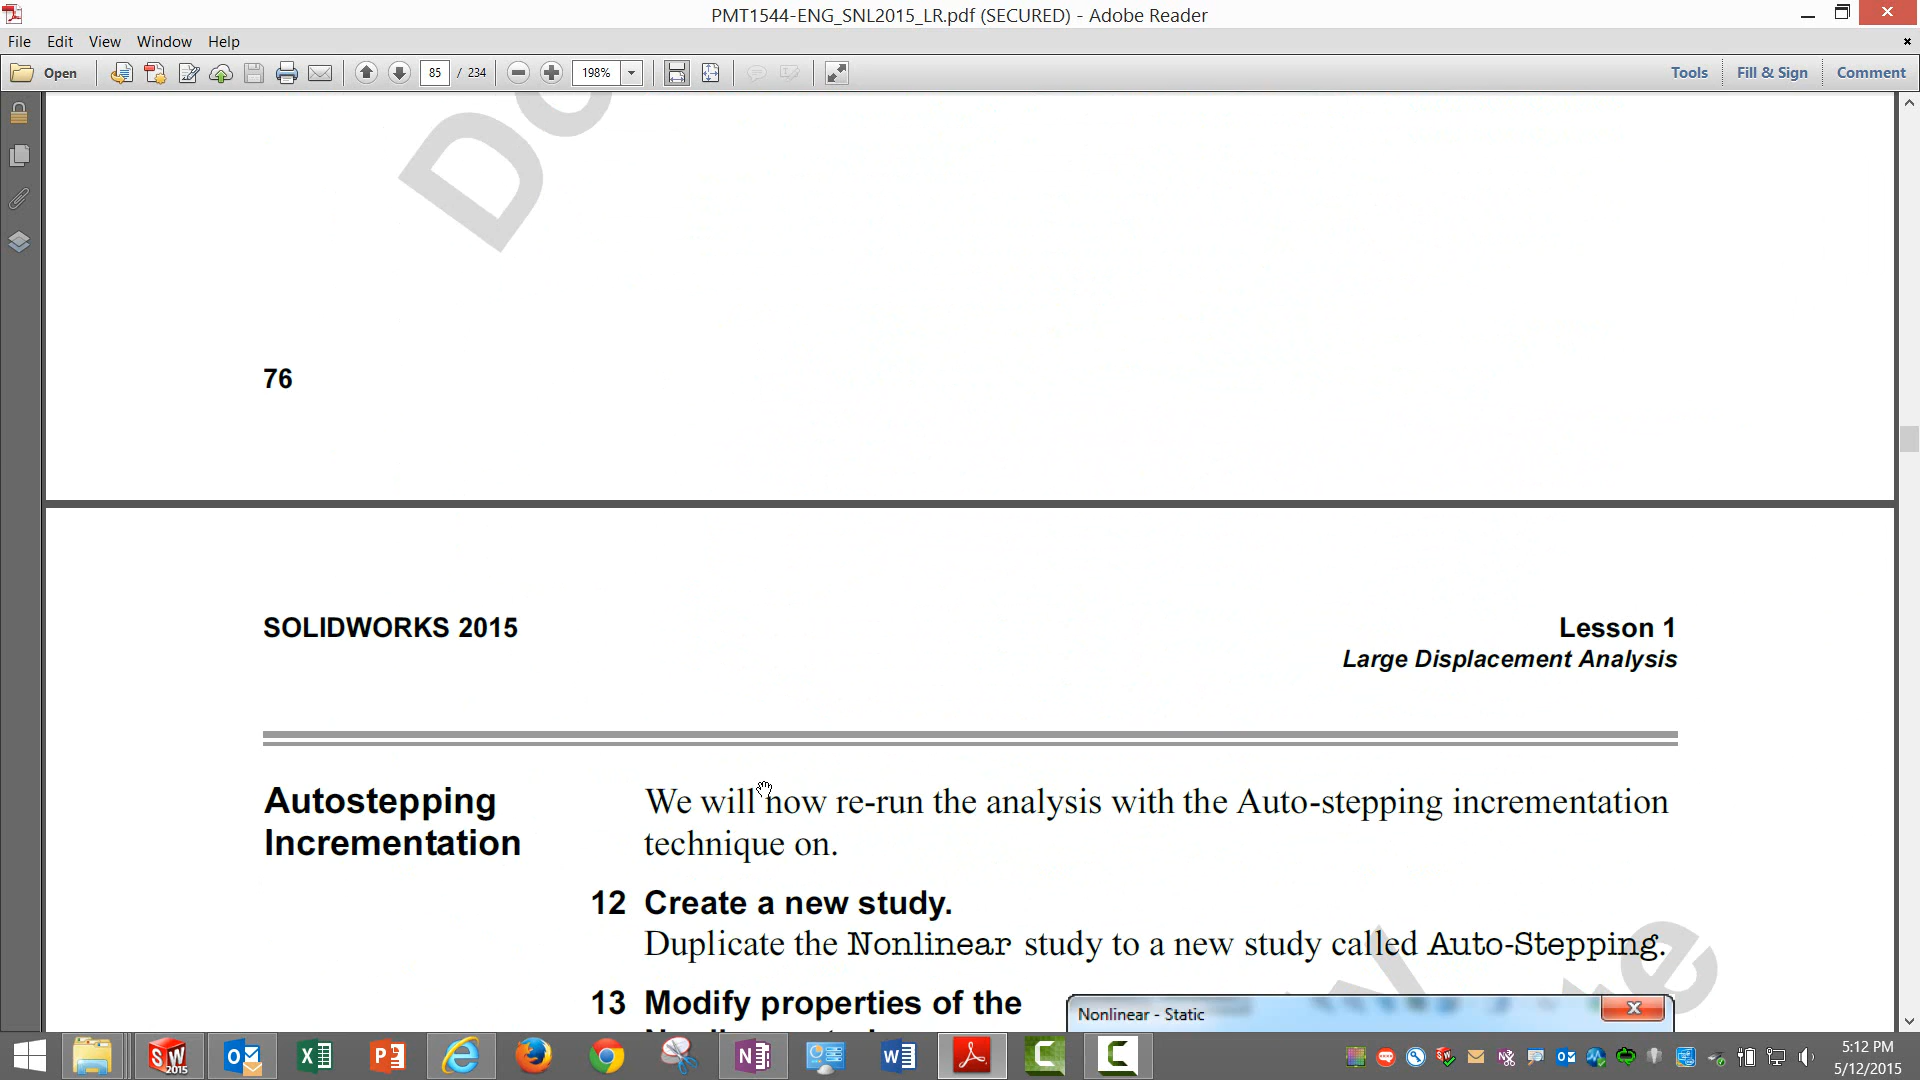 PMT1544-ENG_SNL2015_LR.pdf (SECURED) - Adobe Reader
File Edit View Window Help
Open 85 / 234 198% Tools Fill & Sign Comment
Do
76
SOLIDWORKS 2015
Lesson 1
Large Displacement Analysis
Autostepping
Incrementation
We will now re-run the analysis with the Auto-stepping incrementation
technique on.
12 Create a new study.
Duplicate the Nonlinear study to a new study called Auto-Stepping.
13 Modify properties of the
Nonlinear - Static
5:12 PM
5/12/2015